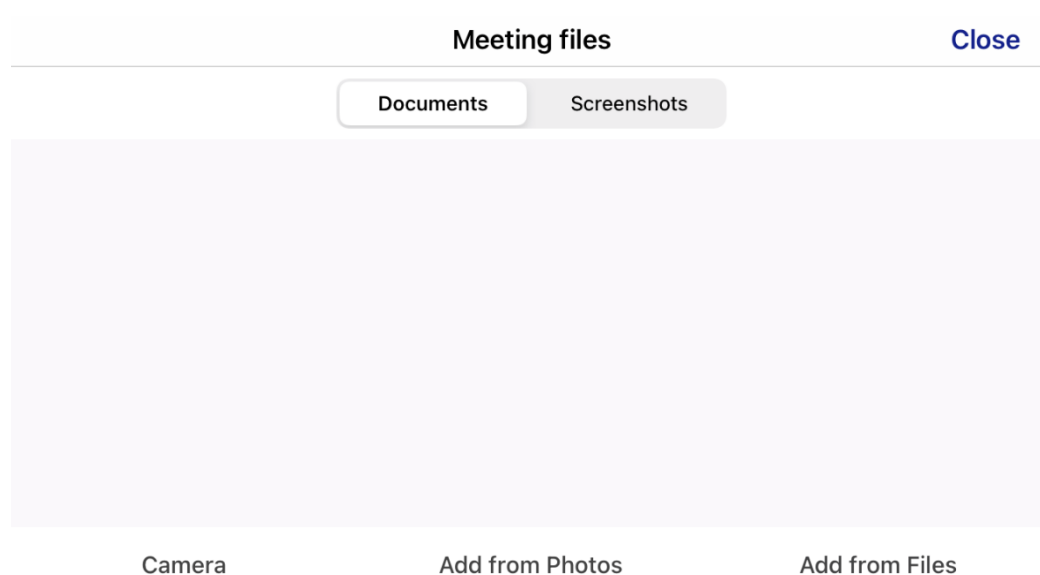 Meeting files Close
Documents Screenshots
Camera Add from Photos Add from Files